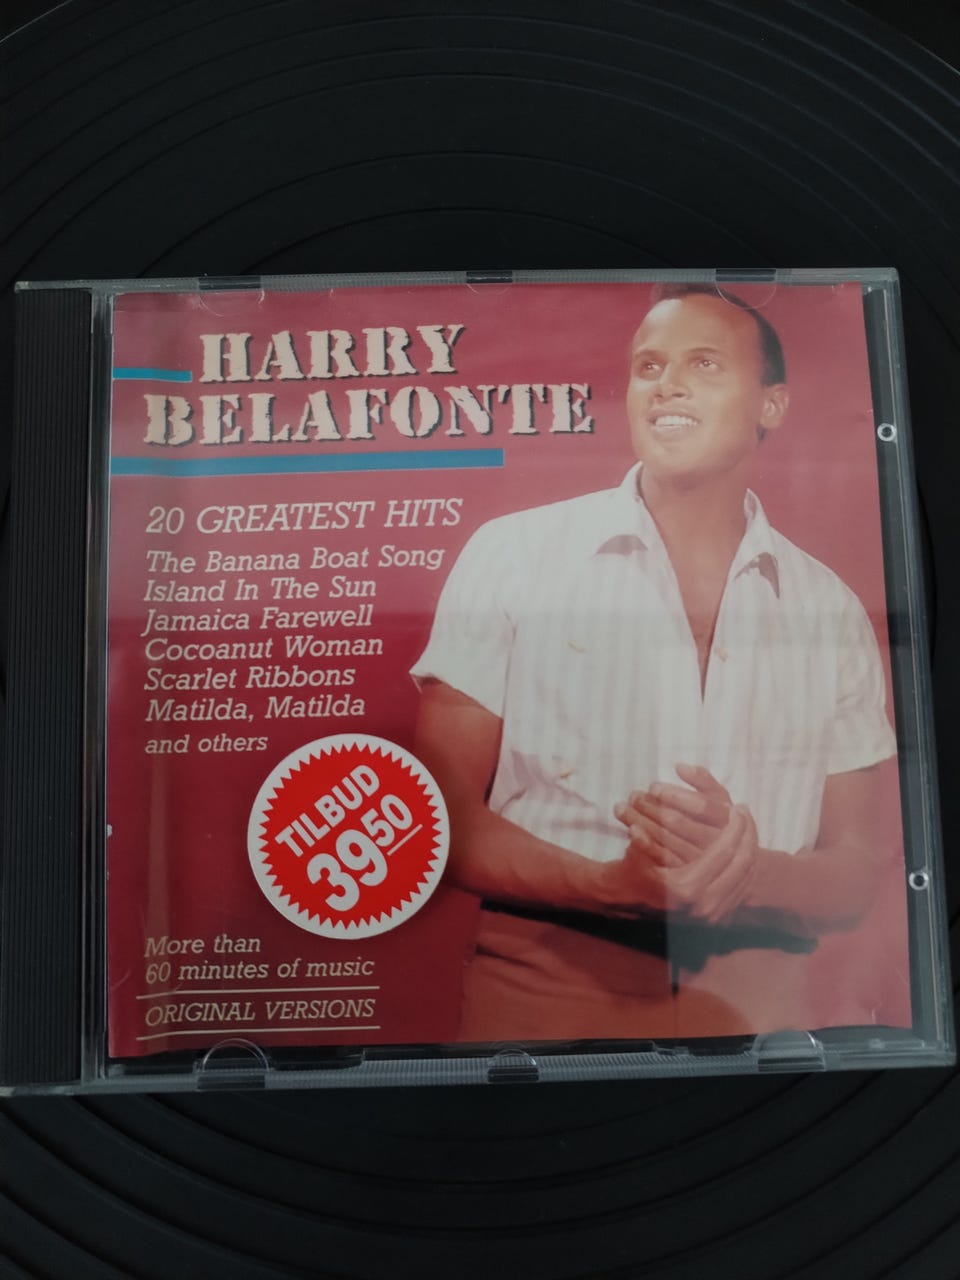 HARRY
BELAFONTE
20 GREATEST HITS
The Banana Boat Song
Island In The Sun
Jamaica Farewell
Cocoanut Woman
Scarlet Ribbons
Matilda, Matilda
and others
TILBUD
3950
More than
60 minutes of music
ORIGINAL VERSIONS